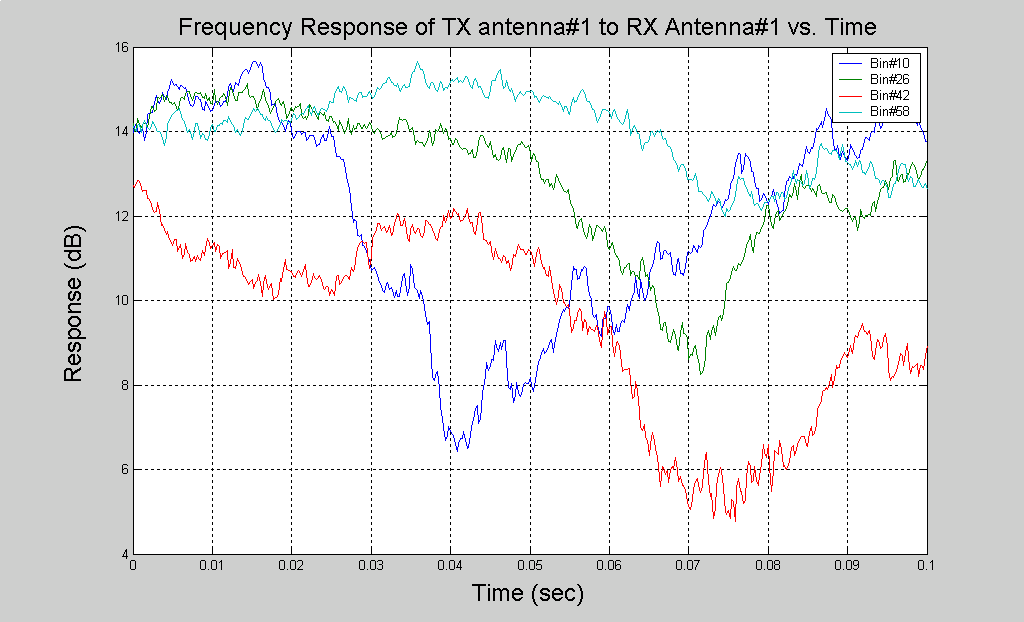 Frequency Response of TX antenna#1 to RX Antenna#1 vs. Time
16
Bin#10
Bin#26
Bin#42
Bin#58
14
12
10
8
6
4
Response (dB)
0 0.01 0.02 0.03 0.04 0.05 0.06 0.07 0.08 0.09 0.1
Time (sec)